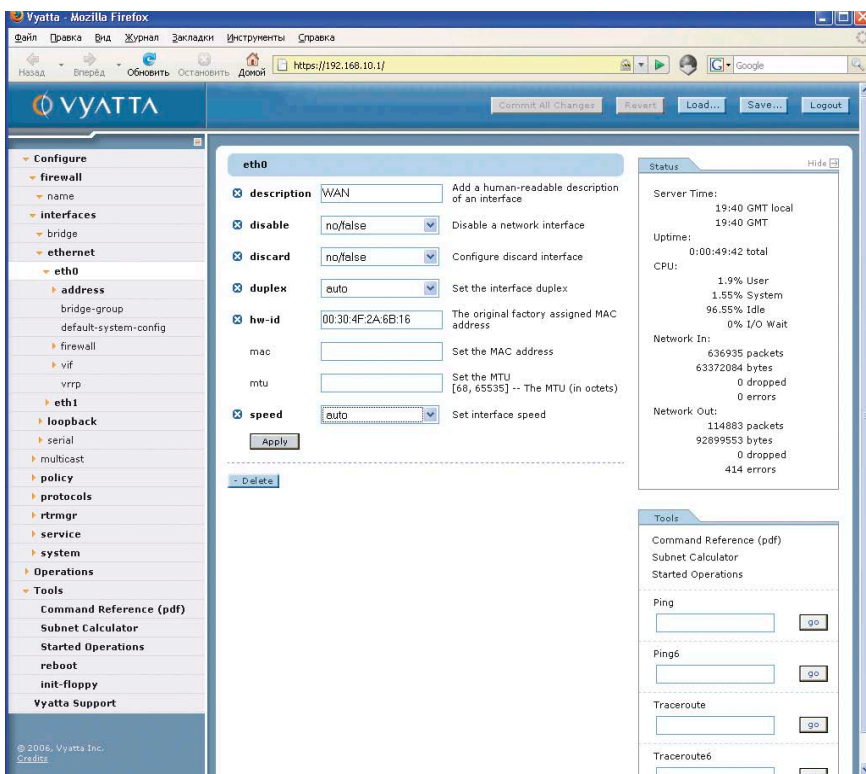 Vyatta - Mozilla Firefox
Файл Правка Вид Журнал Закладки Инструменты Справка
Назад Вперёд Обновить Остановить Домой https://192.168.10.1/ G Google
VYATTA
Commit All Changes Revert Load... Save... Logout
Configure
firewall
name
interfaces
bridge
ethernet
eth0
address
bridge-group
default-system-config
firewall
vif
vrrp
eth1
loopback
serial
multicast
policy
protocols
rtrmgr
service
system
Operations
Tools
Command Reference (pdf)
Subnet Calculator
Started Operations
reboot
init-floppy
Vyatta Support
© 2006, Vyatta Inc.
Credits
eth0
description WAN Add a human-readable description
of an interface
disable no/false Disable a network interface
discard no/false Configure discard interface
duplex auto Set the interface duplex
hw-id 00:30:4F:2A:6B:16 The original factory assigned MAC
address
mac Set the MAC address
mtu Set the MTU
[68, 65535] -- The MTU (in octets)
speed auto Set interface speed
Apply
- Delete
Status Hide
Server Time:
19:40 GMT local
19:40 GMT
Uptime:
0:00:49:42 total
CPU:
1.9% User
1.55% System
96.55% Idle
0% I/O Wait
Network In:
636935 packets
63372084 bytes
0 dropped
0 errors
Network Out:
114883 packets
92899553 bytes
0 dropped
414 errors
Tools
Command Reference (pdf)
Subnet Calculator
Started Operations
Ping
go
Ping6
go
Traceroute
go
Traceroute6